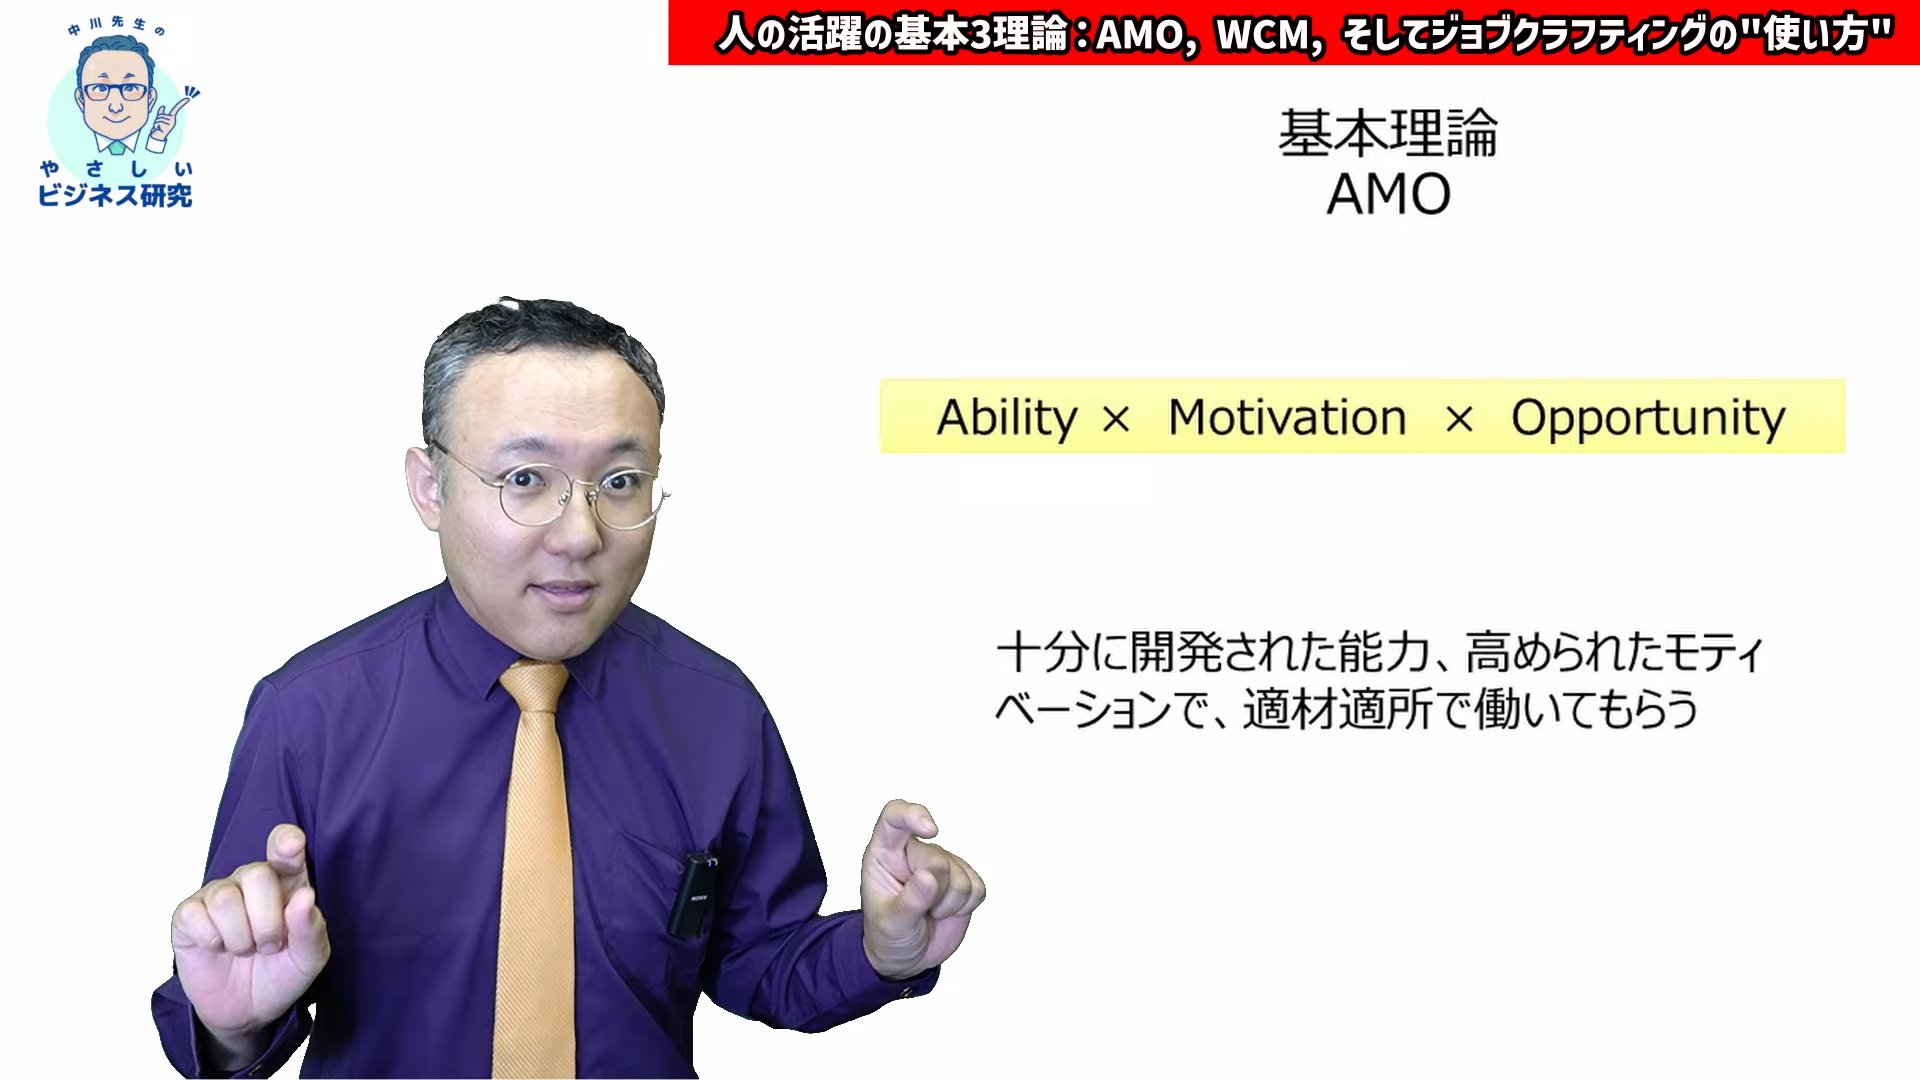 中川先生の
やさしい
ビジネス研究
人の活躍の基本3理論：AMO，WCM，そしてジョブクラフティングの"使い方"
基本理論
AMO
Ability × Motivation × Opportunity
十分に開発された能力、高められたモティ
ベーションで、適材適所で働いてもらう
SONY